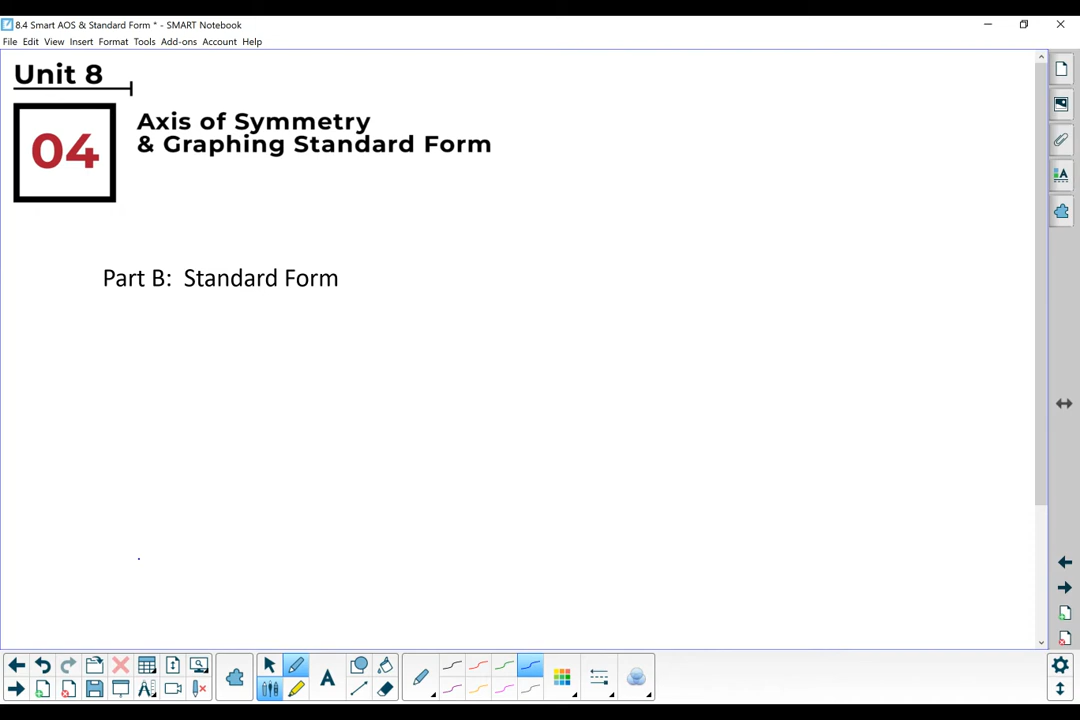 8.4 Smart AOS & Standard Form * - SMART Notebook
File Edit View Insert Format Tools Add-ons Account Help
Unit 8
04
Axis of Symmetry
& Graphing Standard Form
Part B: Standard Form